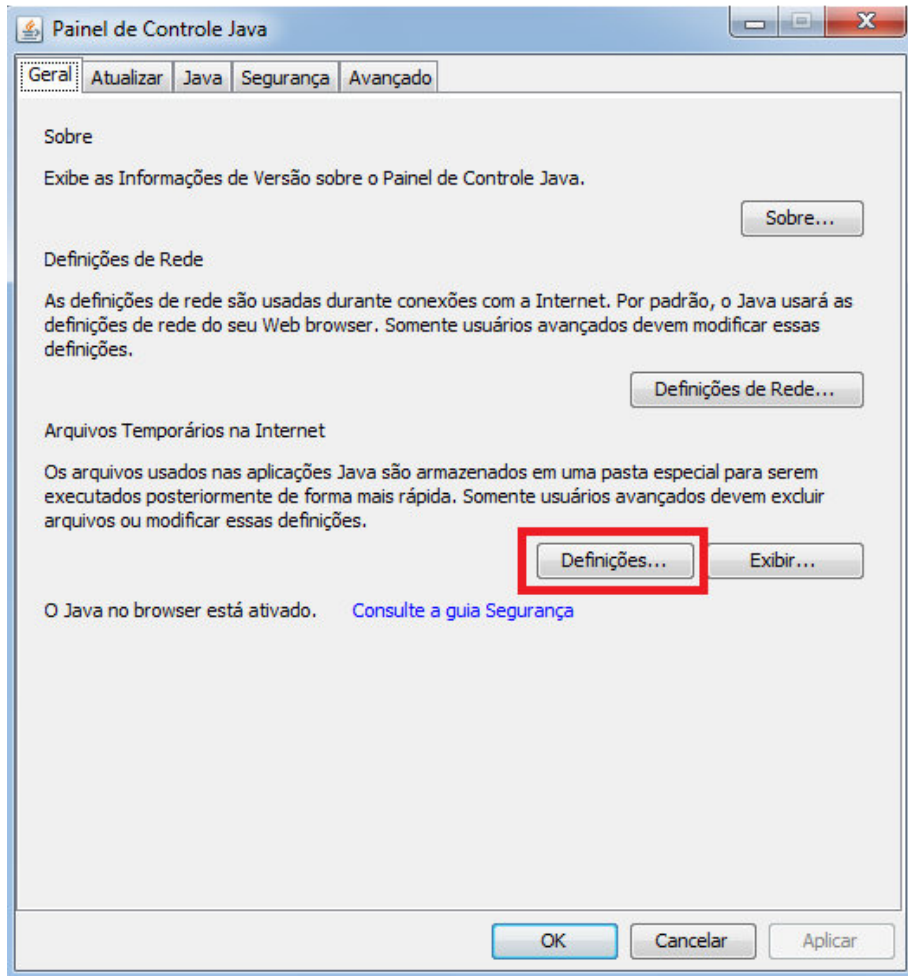 Painel de Controle Java
Geral Atualizar Java Segurança Avançado
Sobre
Exibe as Informações de Versão sobre o Painel de Controle Java.
Sobre...
Definições de Rede
As definições de rede são usadas durante conexões com a Internet. Por padrão, o Java usará as
definições de rede do seu Web browser. Somente usuários avançados devem modificar essas
definições.
Definições de Rede...
Arquivos Temporários na Internet
Os arquivos usados nas aplicações Java são armazenados em uma pasta especial para serem
executados posteriormente de forma mais rápida. Somente usuários avançados devem excluir
arquivos ou modificar essas definições.
Definições... Exibir...
O Java no browser está ativado. Consulte a guia Segurança
OK Cancelar Aplicar